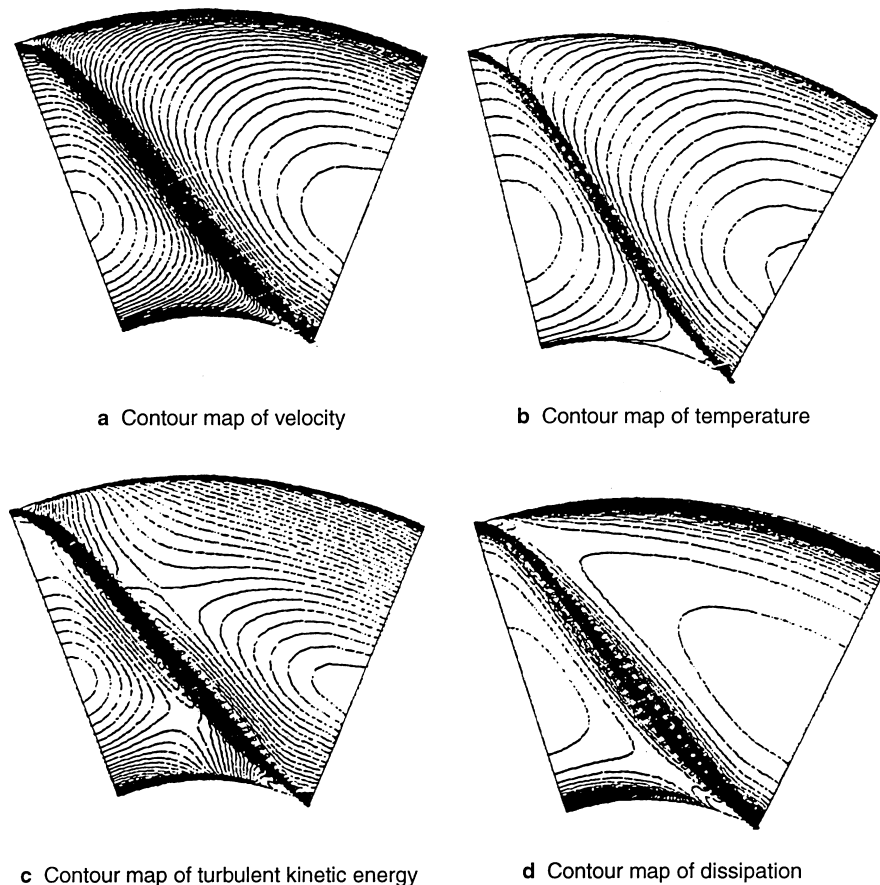 a Contour map of velocity
b Contour map of temperature
c Contour map of turbulent kinetic energy
d Contour map of dissipation